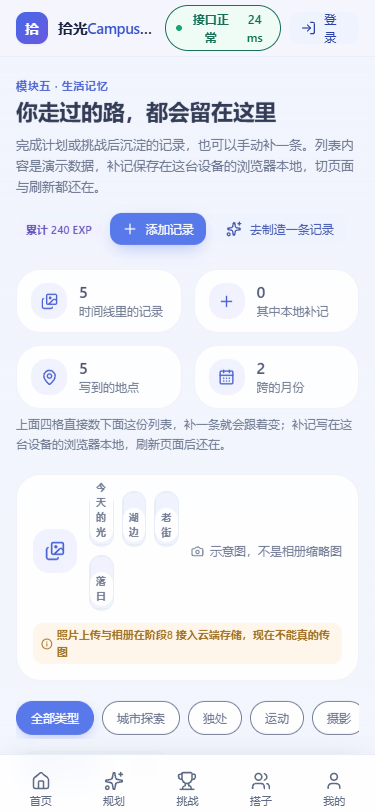 拾 拾光Campus... 接口正常 24 ms 登录
模块五 · 生活记忆
你走过的路，都会留在这里
完成计划或挑战后沉淀的记录，也可以手动补一条。列表内
容是演示数据，补记保存在这台设备的浏览器本地，切页面
与刷新都还在。
累计 240 EXP 添加记录 去制造一条记录
5
时间线里的记录
0
其中本地补记
5
写到的地点
2
跨的月份
上面四格直接数下面这份列表，补一条就会跟着变；补记写在这
台设备的浏览器本地，刷新页面后还在。
今天的光 湖边 老街
落日
示意图，不是相册缩略图
照片上传与相册在阶段8 接入云端存储，现在不能真的传
图
全部类型 城市探索 独处 运动 摄影
首页 规划 挑战 搭子 我的